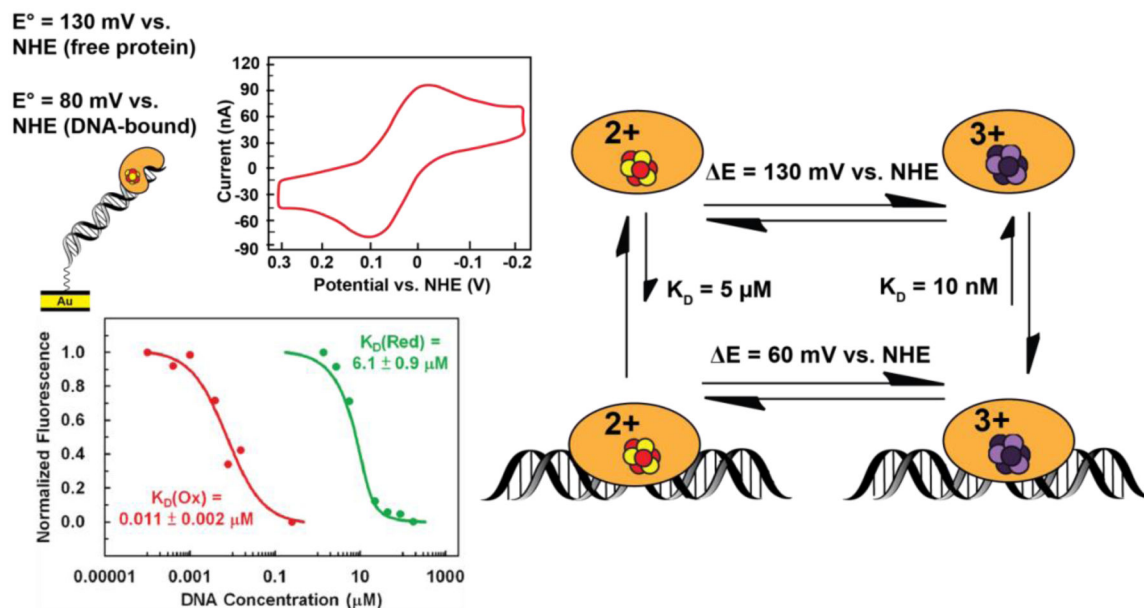 E° = 130 mV vs.
NHE (free protein)
E° = 80 mV vs.
NHE (DNA-bound)
Au
Current (nA)
120
90
60
30
0
-30
-60
-90
0.3 0.2 0.1 0 -0.1 -0.2
Potential vs. NHE (V)
Normalized Fluorescence
1.0
0.8
0.6
0.4
0.2
0.0
K_D(Red) =
6.1 ± 0.9 µM
K_D(Ox) =
0.011 ± 0.002 µM
0.00001 0.001 0.1 10 1000
DNA Concentration (µM)
2+
3+
ΔE = 130 mV vs. NHE
K_D = 5 µM
K_D = 10 nM
ΔE = 60 mV vs. NHE
2+
3+